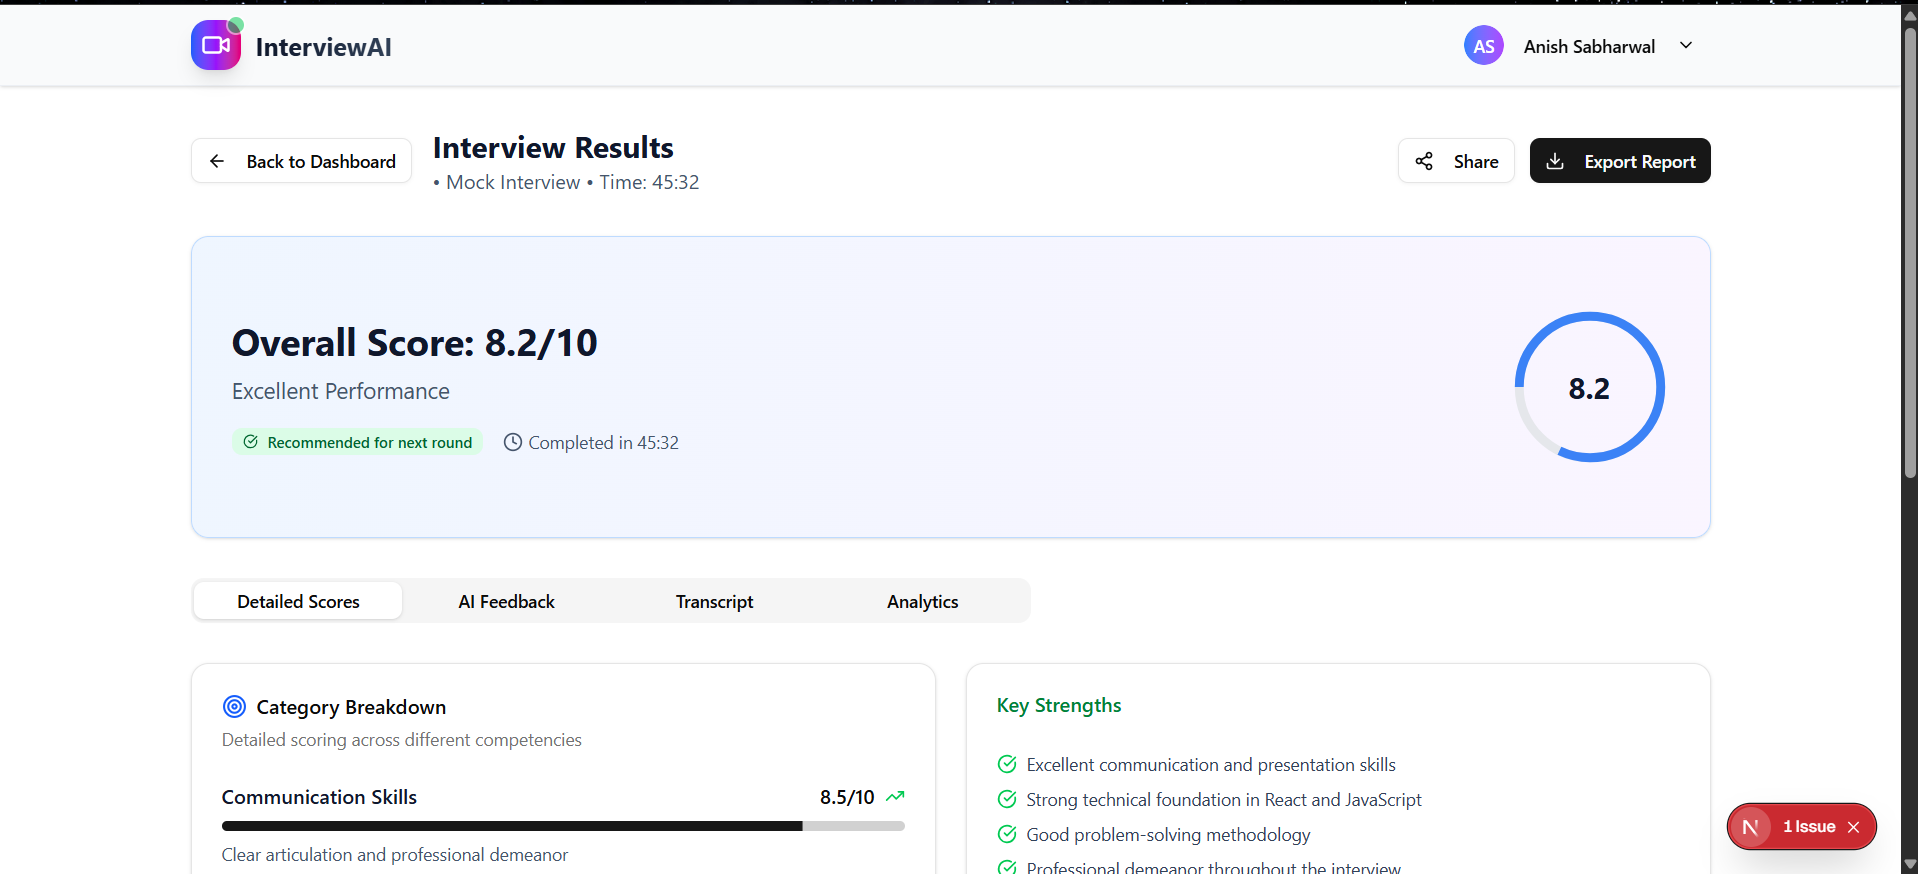 InterviewAI
AS Anish Sabharwal
Back to Dashboard
Interview Results
• Mock Interview • Time: 45:32
Share
Export Report
Overall Score: 8.2/10
Excellent Performance
Recommended for next round
Completed in 45:32
8.2
Detailed Scores
AI Feedback
Transcript
Analytics
Category Breakdown
Detailed scoring across different competencies
Communication Skills 8.5/10
Clear articulation and professional demeanor
Key Strengths
Excellent communication and presentation skills
Strong technical foundation in React and JavaScript
Good problem-solving methodology
Professional demeanor throughout the interview
N 1 Issue